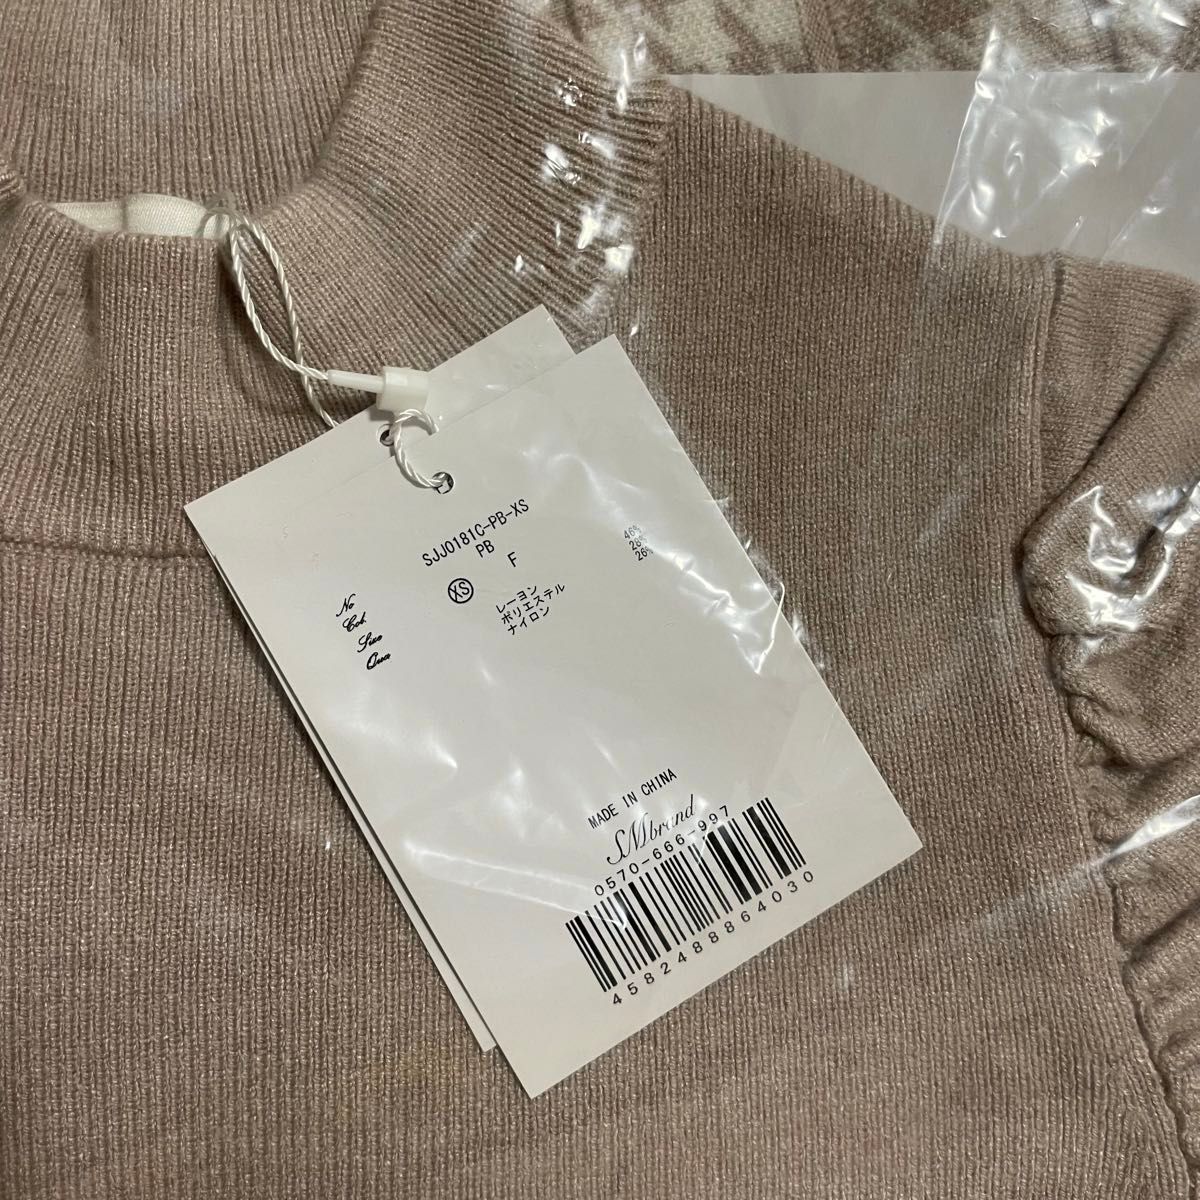 No SJJ0181C-PB-XS
Col. PB
Size XS F
Qua レーヨン 46%
ポリエステル 28%
ナイロン 26%
MADE IN CHINA
SMbrand
0570-666-997
4582488864030